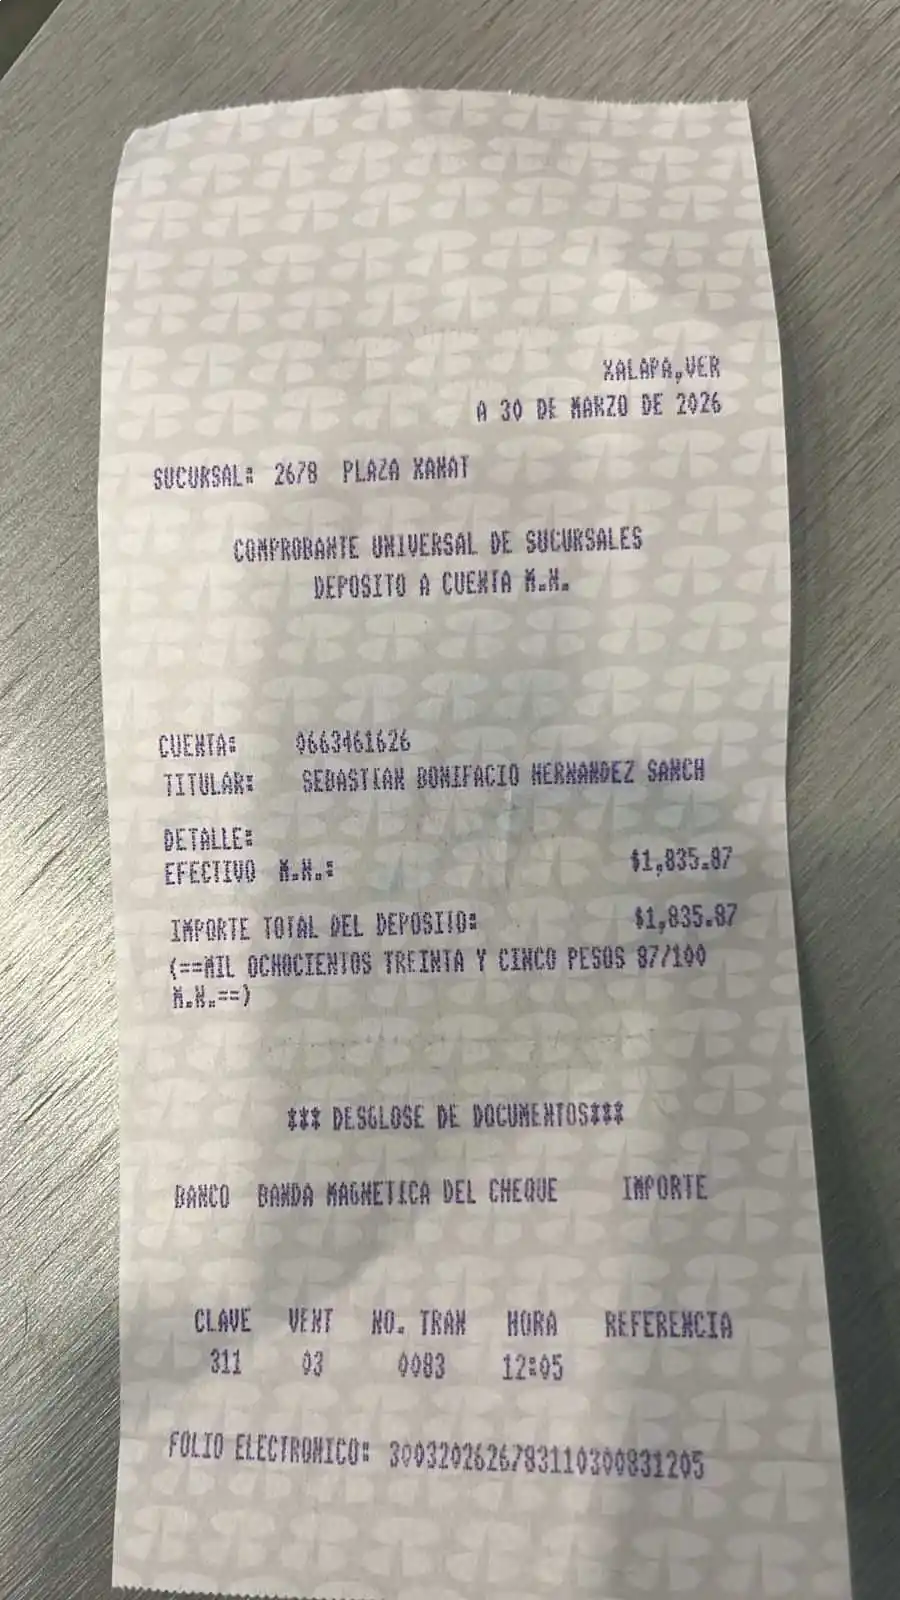 XALAPA,VER
A 30 DE MARZO DE 2026
SUCURSAL: 2678 PLAZA XANAT
COMPROBANTE UNIVERSAL DE SUCURSALES
DEPOSITO A CUENTA M.N.
CUENTA: 0663461626
TITULAR: SEBASTIAN BONIFACIO HERNANDEZ SANCH
DETALLE:
EFECTIVO M.N.: $1,835.87
IMPORTE TOTAL DEL DEPOSITO: $1,835.87
(==MIL OCHOCIENTOS TREINTA Y CINCO PESOS 87/100
M.N.==)
*** DESGLOSE DE DOCUMENTOS***
BANCO BANDA MAGNETICA DEL CHEQUE IMPORTE
CLAVE VENT NO. TRAN HORA REFERENCIA
311 03 0083 12:05
FOLIO ELECTRONICO: 3003202626783110300831205